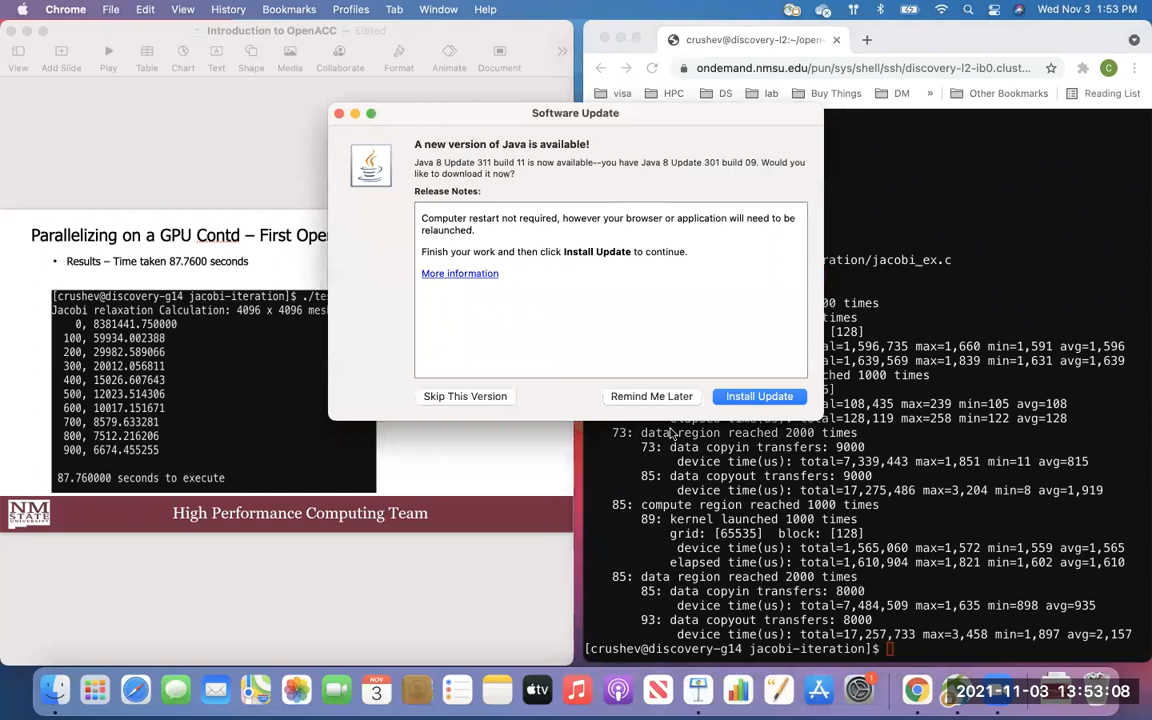 Chrome File Edit View History Bookmarks Profiles Tab Window Help Wed Nov 3 1:53 PM
Introduction to OpenACC — Edited
View Add Slide Play Table Chart Text Shape Media Collaborate Format Animate Document
crushev@discovery-l2:~/open-
ondemand.nmsu.edu/pun/sys/shell/ssh/discovery-l2-ib0.clust...
C
visa HPC DS lab Buy Things DM » Other Bookmarks Reading List
Software Update
A new version of Java is available!
Java 8 Update 311 build 11 is now available--you have Java 8 Update 301 build 09. Would you
like to download it now?
Release Notes:
Computer restart not required, however your browser or application will need to be
relaunched.
Finish your work and then click Install Update to continue.
More information
Skip This Version Remind Me Later Install Update
Parallelizing on a GPU Contd – First Ope
• Results – Time taken 87.7600 seconds
[crushev@discovery-g14 jacobi-iteration]$ ./te
Jacobi relaxation Calculation: 4096 x 4096 mes
0, 8381441.750000
100, 59934.002388
200, 29982.589066
300, 20012.056811
400, 15026.607643
500, 12023.514306
600, 10017.151671
700, 8579.633281
800, 7512.216206
900, 6674.455255
87.760000 seconds to execute
NM
STATE
High Performance Computing Team
ration/jacobi_ex.c
00 times
times
[128]
tal=1,596,735 max=1,660 min=1,591 avg=1,596
tal=1,639,569 max=1,839 min=1,631 avg=1,639
ched 1000 times
tal=108,435 max=239 min=105 avg=108
elapsed time(us): total=128,119 max=258 min=122 avg=128
73: data region reached 2000 times
73: data copyin transfers: 9000
device time(us): total=7,339,443 max=1,851 min=11 avg=815
85: data copyout transfers: 9000
device time(us): total=17,275,486 max=3,204 min=8 avg=1,919
85: compute region reached 1000 times
89: kernel launched 1000 times
grid: [65535] block: [128]
device time(us): total=1,565,060 max=1,572 min=1,559 avg=1,565
elapsed time(us): total=1,610,904 max=1,821 min=1,602 avg=1,610
85: data region reached 2000 times
85: data copyin transfers: 8000
device time(us): total=7,484,509 max=1,635 min=898 avg=935
93: data copyout transfers: 8000
device time(us): total=17,257,733 max=3,458 min=1,897 avg=2,157
[crushev@discovery-g14 jacobi-iteration]$
NOV
3
tv
1
2021-11-03 13:53:08